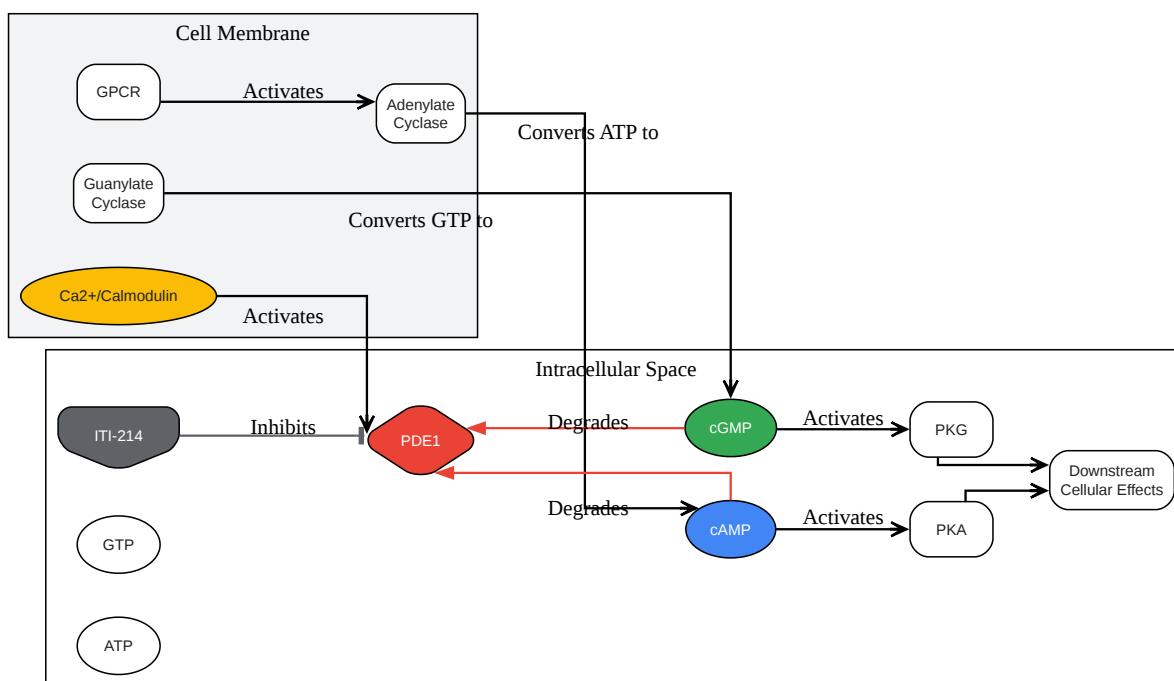 Cell Membrane
GPCR
Activates
Adenylate
Cyclase
Converts ATP to
Guanylate
Cyclase
Converts GTP to
Ca2+/Calmodulin
Activates
Intracellular Space
ITI-214
Inhibits
PDE1
Degrades
cGMP
Activates
PKG
Downstream
Cellular Effects
Degrades
cAMP
Activates
PKA
GTP
ATP